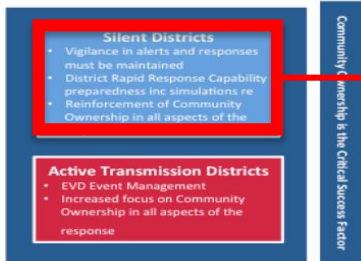 Silent Districts
• Vigilance in alerts and responses
must be maintained
• District Rapid Response Capability
preparedness inc simulations re
• Reinforcement of Community
Ownership in all aspects of the
Active Transmission Districts
• EVD Event Management
• Increased focus on Community
Ownership in all aspects of the
response
Community Ownership is the Critical Success Factor